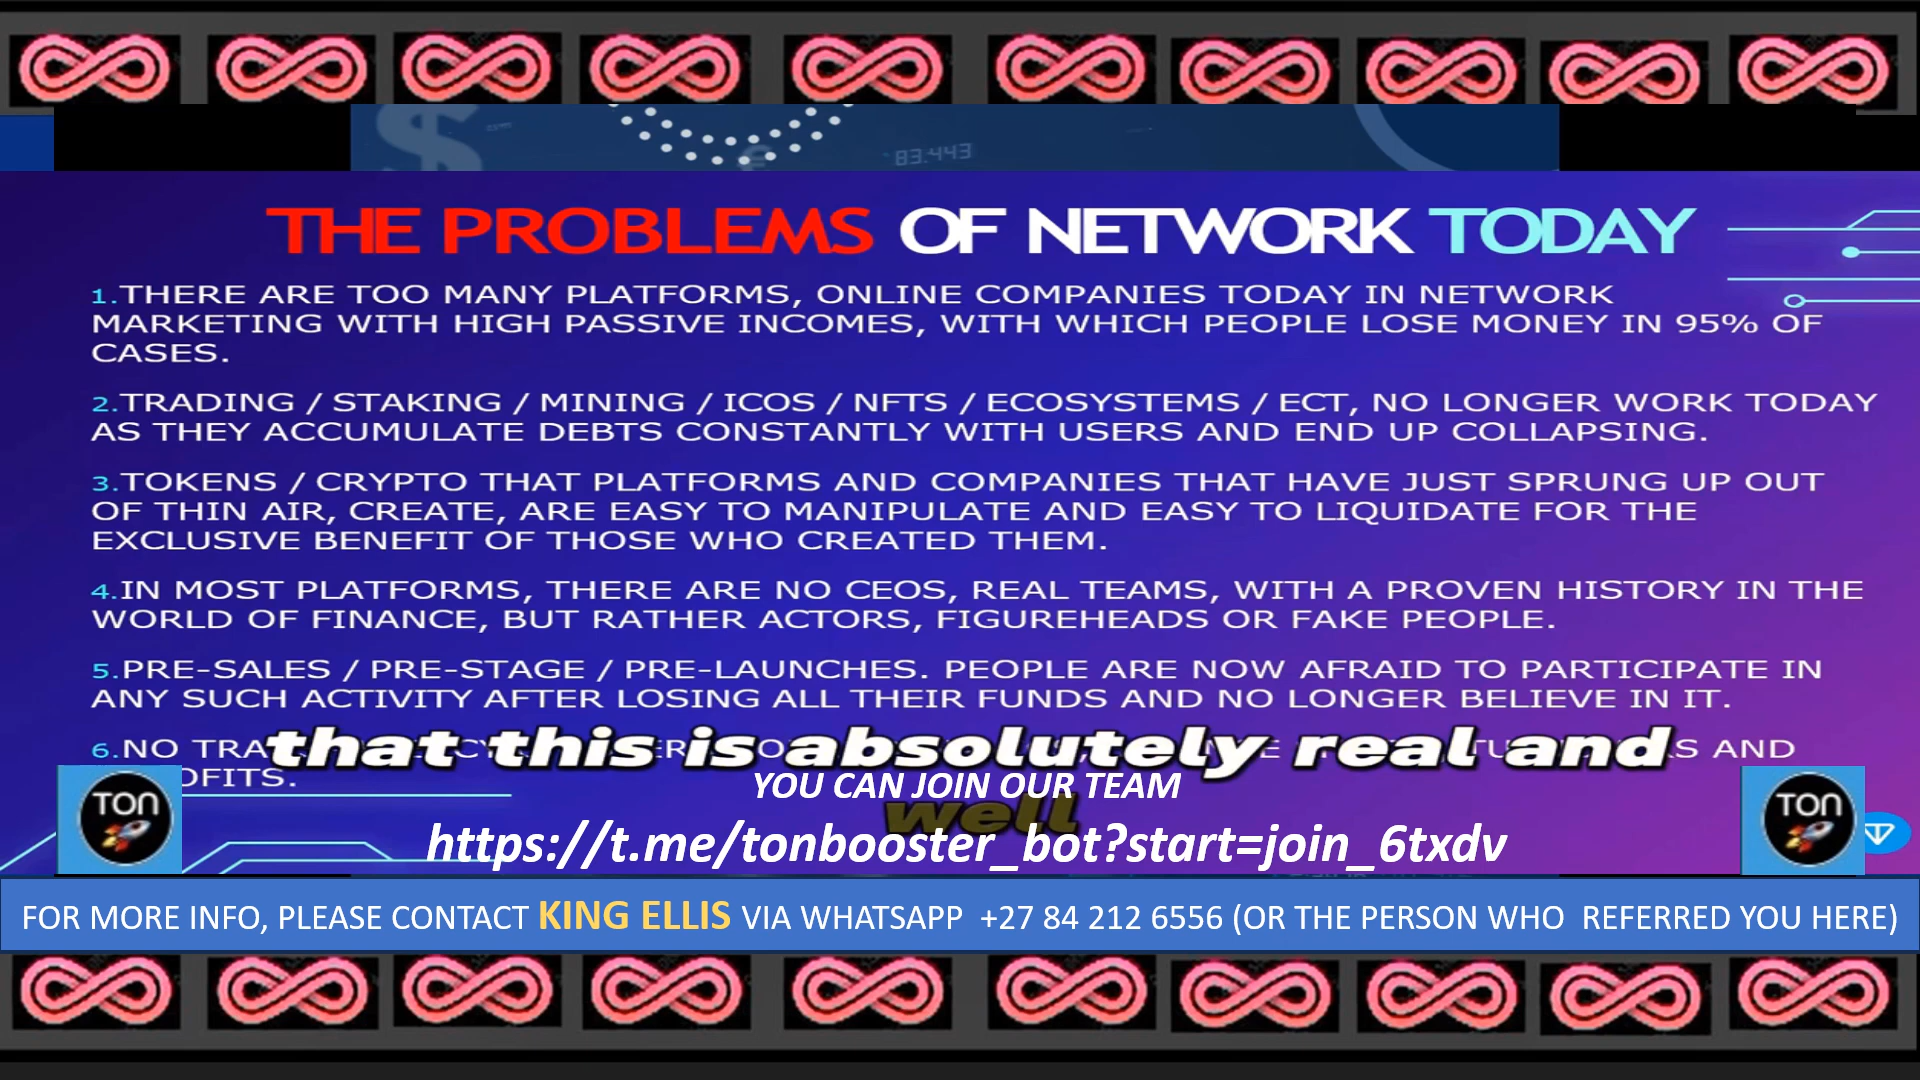 83.443
THE PROBLEMS OF NETWORK TODAY
1.THERE ARE TOO MANY PLATFORMS, ONLINE COMPANIES TODAY IN NETWORK
MARKETING WITH HIGH PASSIVE INCOMES, WITH WHICH PEOPLE LOSE MONEY IN 95% OF
CASES.
2.TRADING / STAKING / MINING / ICOS / NFTS / ECOSYSTEMS / ECT, NO LONGER WORK TODAY
AS THEY ACCUMULATE DEBTS CONSTANTLY WITH USERS AND END UP COLLAPSING.
3.TOKENS / CRYPTO THAT PLATFORMS AND COMPANIES THAT HAVE JUST SPRUNG UP OUT
OF THIN AIR, CREATE, ARE EASY TO MANIPULATE AND EASY TO LIQUIDATE FOR THE
EXCLUSIVE BENEFIT OF THOSE WHO CREATED THEM.
4.IN MOST PLATFORMS, THERE ARE NO CEOS, REAL TEAMS, WITH A PROVEN HISTORY IN THE
WORLD OF FINANCE, BUT RATHER ACTORS, FIGUREHEADS OR FAKE PEOPLE.
5.PRE-SALES / PRE-STAGE / PRE-LAUNCHES. PEOPLE ARE NOW AFRAID TO PARTICIPATE IN
ANY SUCH ACTIVITY AFTER LOSING ALL THEIR FUNDS AND NO LONGER BELIEVE IN IT.
6.NO AND
that this is absolutely real and
well
YOU CAN JOIN OUR TEAM
https://t.me/tonbooster_bot?start=join_6txdv
TON
TON
FOR MORE INFO, PLEASE CONTACT KING ELLIS VIA WHATSAPP +27 84 212 6556 (OR THE PERSON WHO REFERRED YOU HERE)